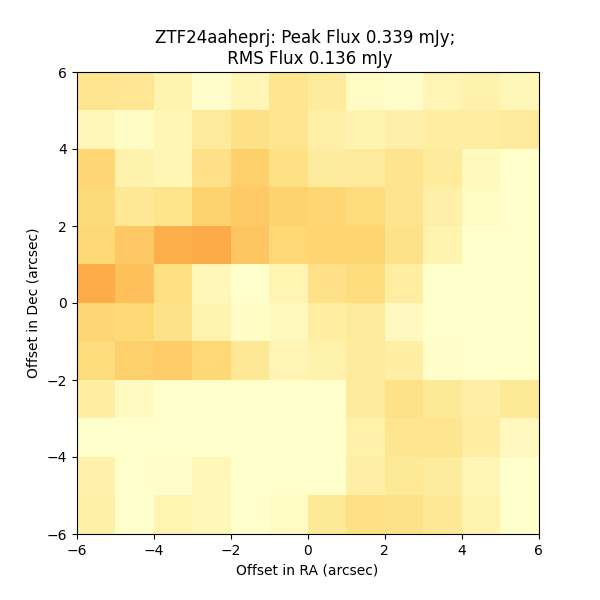 ZTF24aaheprj: Peak Flux 0.339 mJy;
RMS Flux 0.136 mJy
6
4
2
0
−2
−4
−6
Offset in Dec (arcsec)
−6 −4 −2 0 2 4 6
Offset in RA (arcsec)